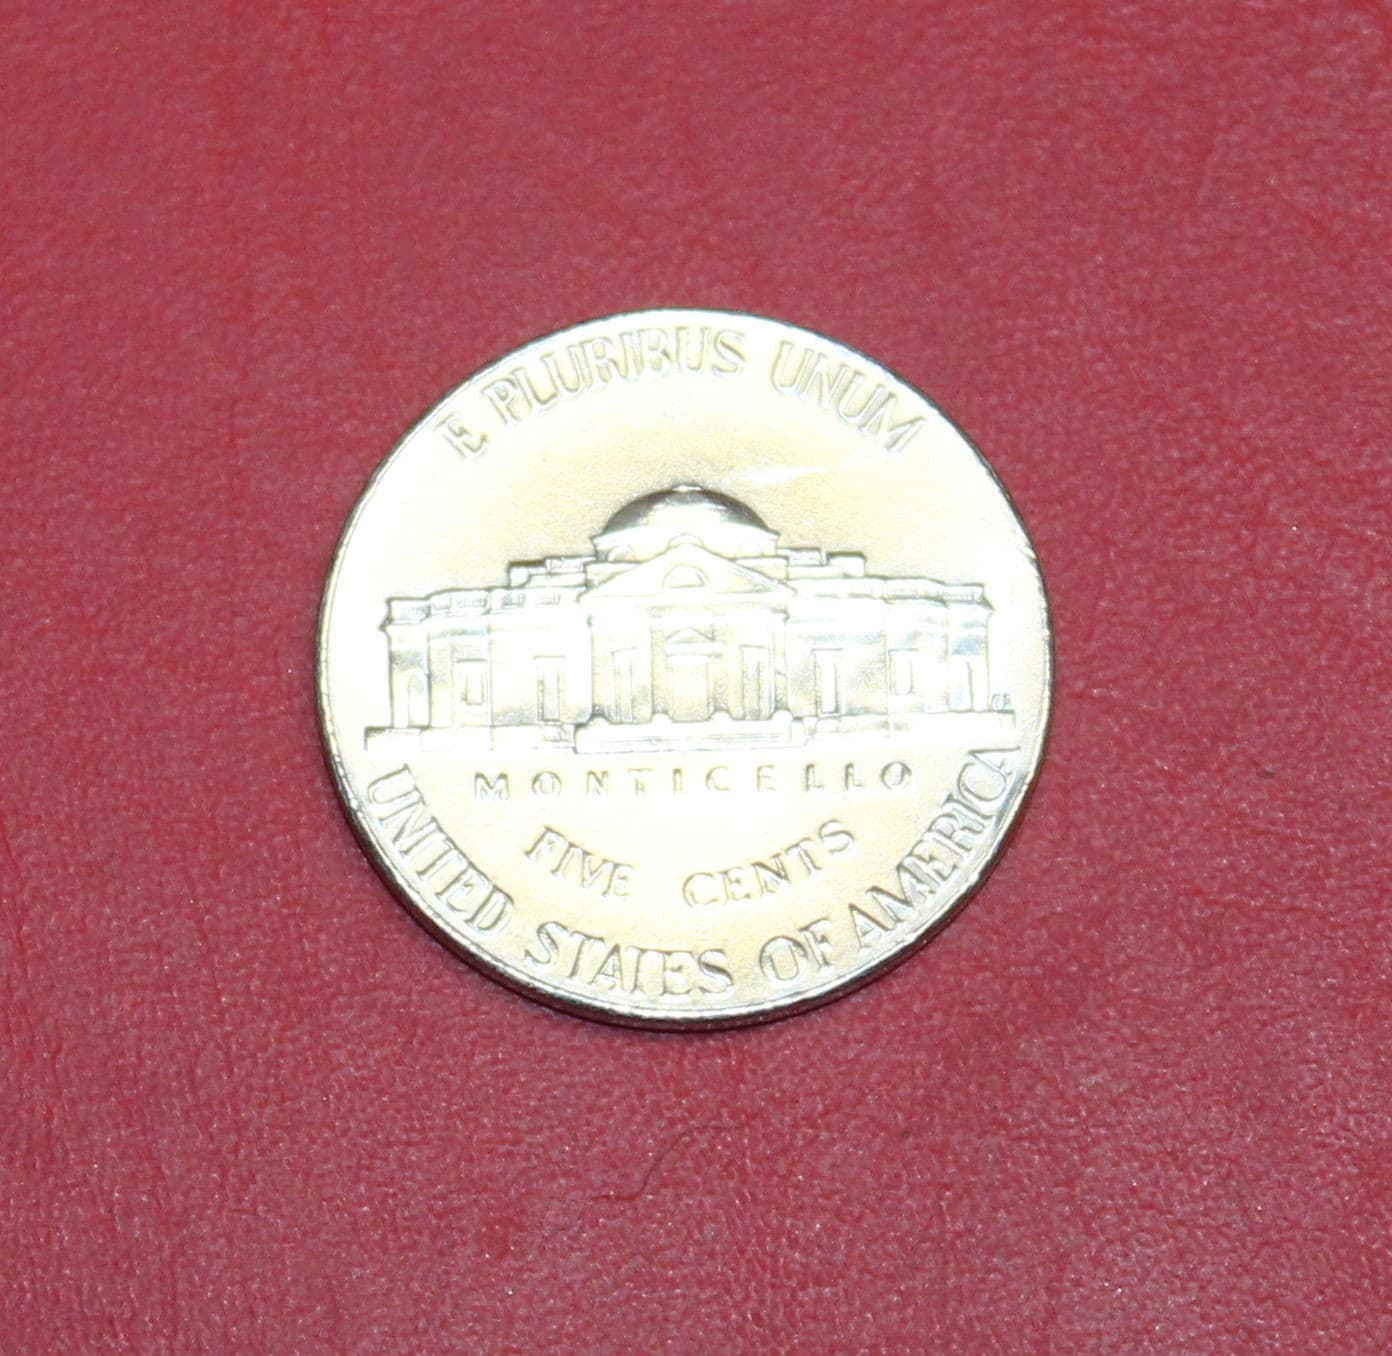 E PLURIBUS UNUM
MONTICELLO
FIVE CENTS
UNITED STATES OF AMERICA